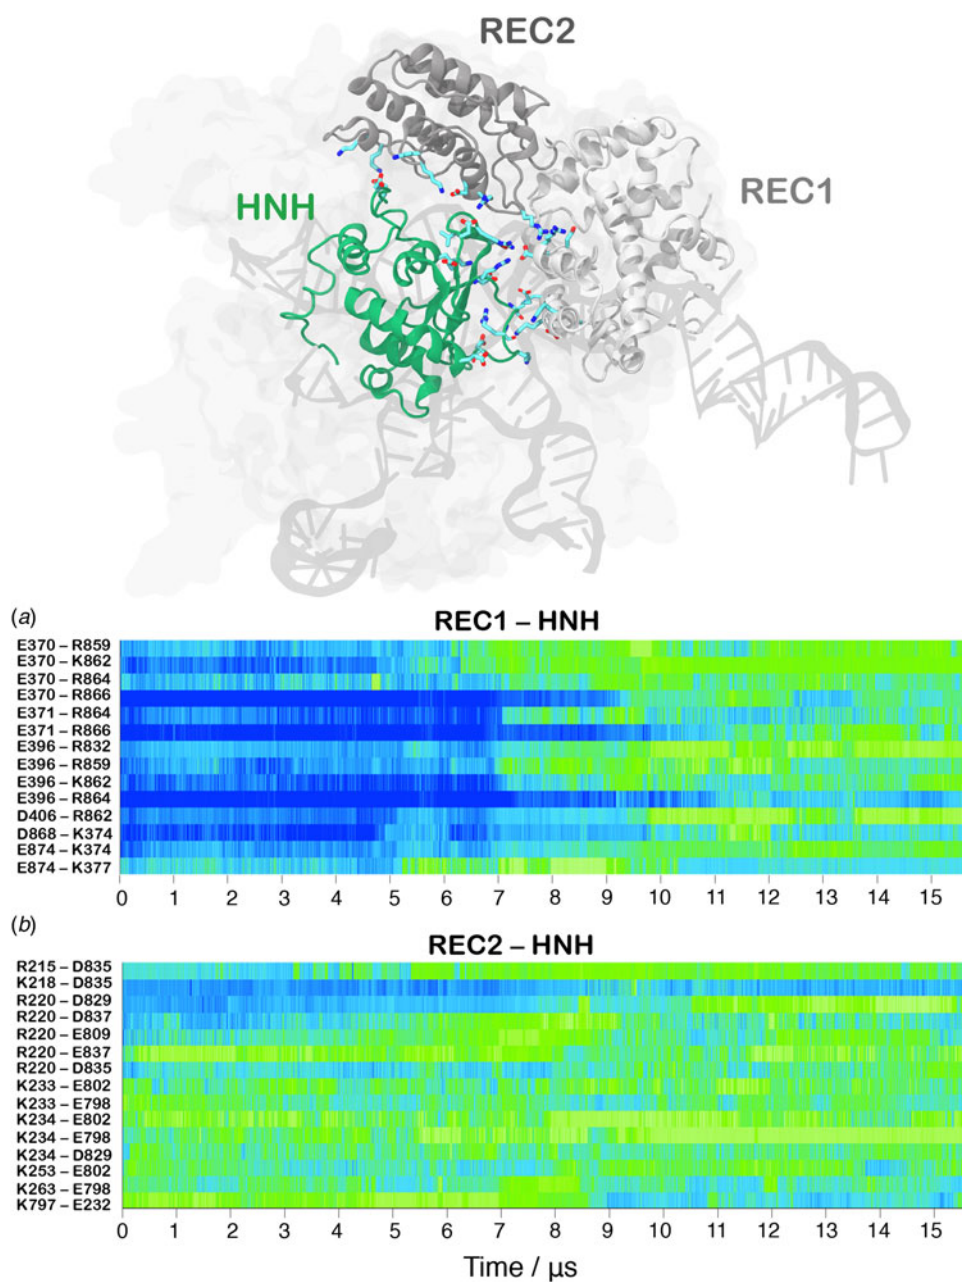 REC2
REC1
HNH
(a)
REC1 – HNH
E370 – R859
E370 – K862
E370 – R864
E370 – R866
E371 – R864
E371 – R866
E396 – R832
E396 – R859
E396 – K862
E396 – R864
D406 – R862
D868 – K374
E874 – K374
E874 – K377
0 1 2 3 4 5 6 7 8 9 10 11 12 13 14 15
(b)
REC2 – HNH
R215 – D835
K218 – D835
R220 – D829
R220 – D837
R220 – E809
R220 – E837
R220 – D835
K233 – E802
K233 – E798
K234 – E802
K234 – E798
K234 – D829
K253 – E802
K263 – E798
K797 – E232
0 1 2 3 4 5 6 7 8 9 10 11 12 13 14 15
Time / μs